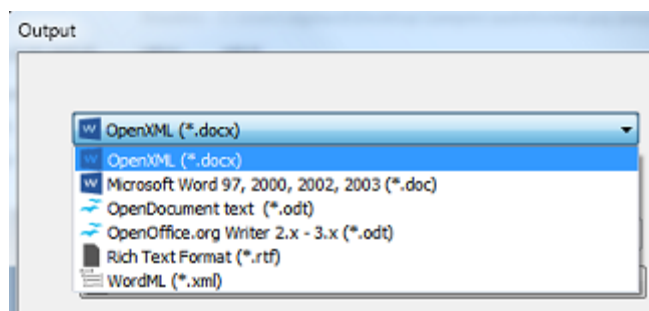 Output
OpenXML (*.docx)
OpenXML (*.docx)
Microsoft Word 97, 2000, 2002, 2003 (*.doc)
OpenDocument text (*.odt)
OpenOffice.org Writer 2.x - 3.x (*.odt)
Rich Text Format (*.rtf)
WordML (*.xml)